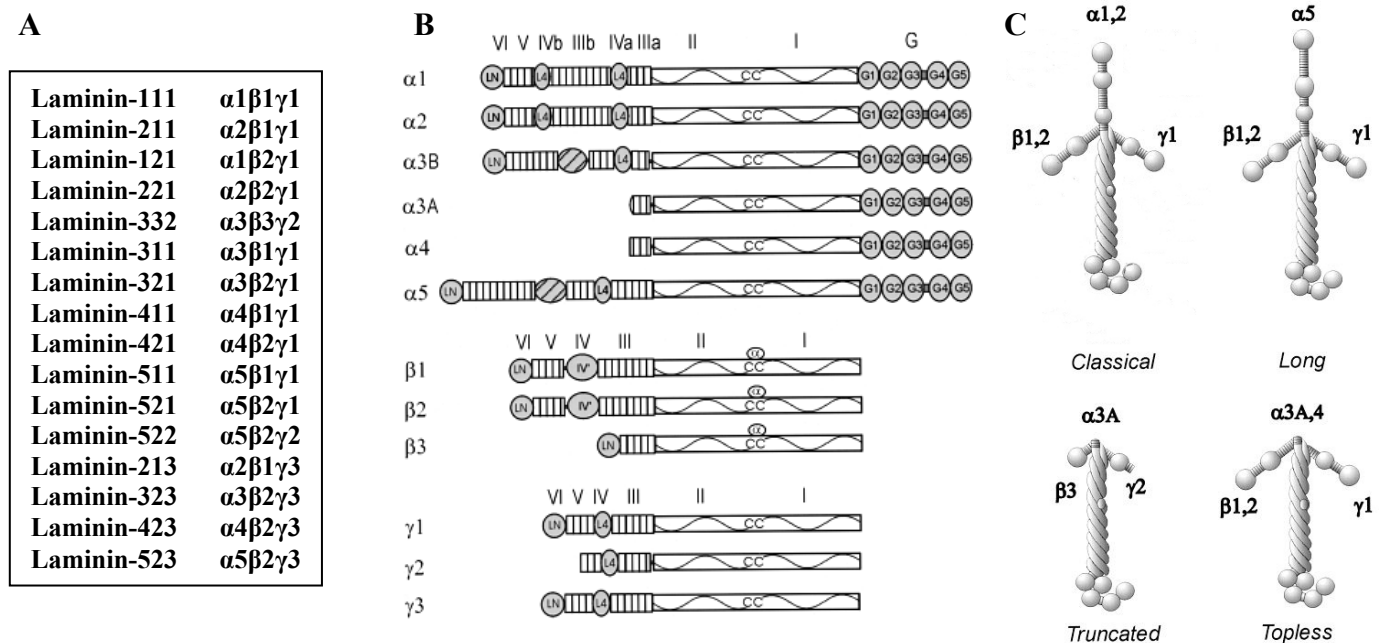 A
Laminin-111 α1β1γ1
Laminin-211 α2β1γ1
Laminin-121 α1β2γ1
Laminin-221 α2β2γ1
Laminin-332 α3β3γ2
Laminin-311 α3β1γ1
Laminin-321 α3β2γ1
Laminin-411 α4β1γ1
Laminin-421 α4β2γ1
Laminin-511 α5β1γ1
Laminin-521 α5β2γ1
Laminin-522 α5β2γ2
Laminin-213 α2β1γ3
Laminin-323 α3β2γ3
Laminin-423 α4β2γ3
Laminin-523 α5β2γ3
B
VI V IVb IIIb IVa IIIa II I G
α1 LN L4 L4 CC G1 G2 G3 G4 G5
α2 LN L4 L4 CC G1 G2 G3 G4 G5
α3B LN L4 CC G1 G2 G3 G4 G5
α3A CC G1 G2 G3 G4 G5
α4 CC G1 G2 G3 G4 G5
α5 LN L4 CC G1 G2 G3 G4 G5
VI V IV III II I
α
β1 LN IV' CC
α
β2 LN IV' CC
α
β3 LN CC
VI V IV III II I
γ1 LN L4 CC
γ2 L4 CC
γ3 LN L4 CC
C
α1,2
β1,2 γ1
Classical
α5
β1,2 γ1
Long
α3A
β3 γ2
Truncated
α3A,4
β1,2 γ1
Topless